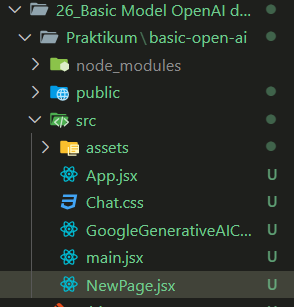 26_Basic Model OpenAI d...
Praktikum\basic-open-ai
node_modules
public
src
assets
App.jsx U
Chat.css U
GoogleGenerativeAIC... U
main.jsx U
NewPage.jsx U